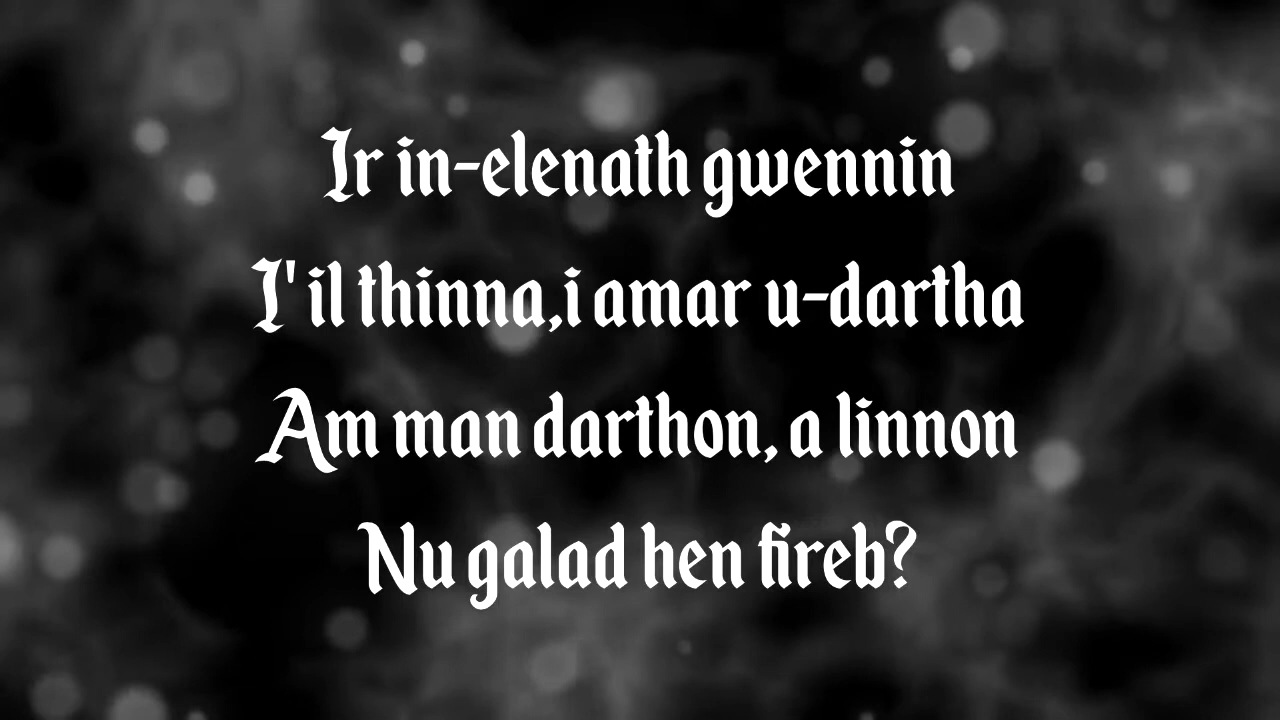 Ir in-elenath gwennin
I' il thinna,i amar u-dartha
Am man darthon, a linnon
Nu galad hen fireb?